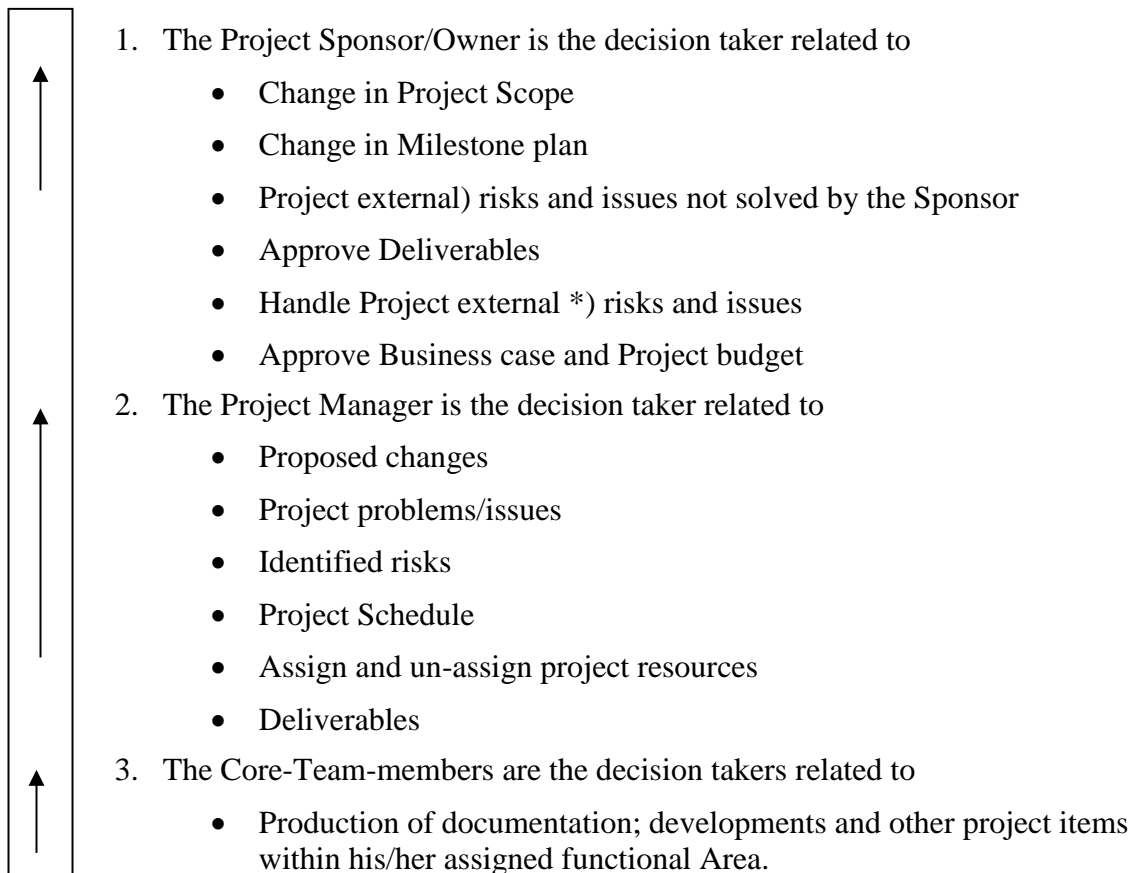 1. The Project Sponsor/Owner is the decision taker related to
• Change in Project Scope
• Change in Milestone plan
• Project external) risks and issues not solved by the Sponsor
• Approve Deliverables
• Handle Project external *) risks and issues
• Approve Business case and Project budget
2. The Project Manager is the decision taker related to
• Proposed changes
• Project problems/issues
• Identified risks
• Project Schedule
• Assign and un-assign project resources
• Deliverables
3. The Core-Team-members are the decision takers related to
• Production of documentation; developments and other project items
within his/her assigned functional Area.